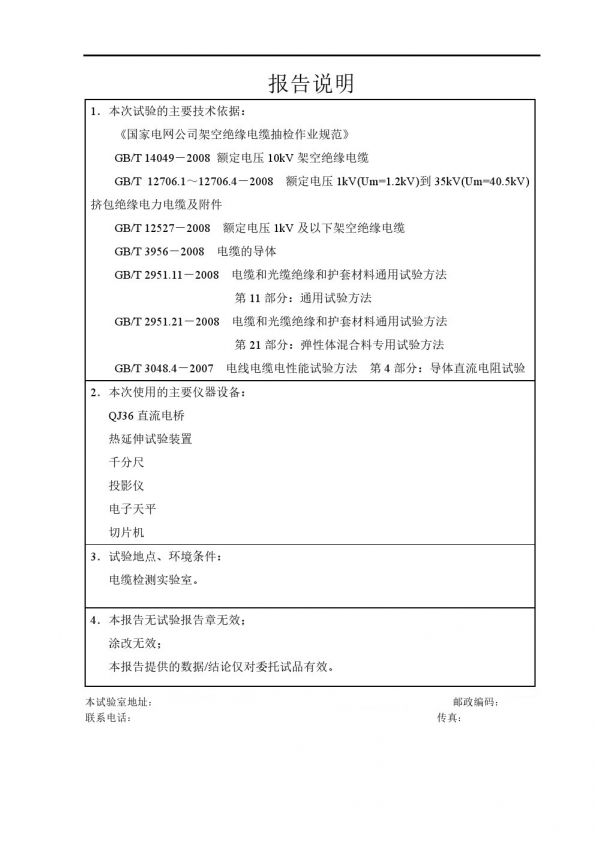 报告说明
1．本次试验的主要技术依据：
《国家电网公司架空绝缘电缆抽检作业规范》
GB/T 14049－2008 额定电压 10kV 架空绝缘电缆
GB/T 12706.1～12706.4－2008 额定电压 1kV(Um=1.2kV)到 35kV(Um=40.5kV)
挤包绝缘电力电缆及附件
GB/T 12527－2008 额定电压 1kV 及以下架空绝缘电缆
GB/T 3956－2008 电缆的导体
GB/T 2951.11－2008 电缆和光缆绝缘和护套材料通用试验方法
第 11 部分：通用试验方法
GB/T 2951.21－2008 电缆和光缆绝缘和护套材料通用试验方法
第 21 部分：弹性体混合料专用试验方法
GB/T 3048.4－2007 电线电缆电性能试验方法 第 4 部分：导体直流电阻试验
2．本次使用的主要仪器设备：
QJ36 直流电桥
热延伸试验装置
千分尺
投影仪
电子天平
切片机
3．试验地点、环境条件：
电缆检测实验室。
4．本报告无试验报告章无效；
涂改无效；
本报告提供的数据/结论仅对委托试品有效。
本试验室地址： 邮政编码：
联系电话： 传真：